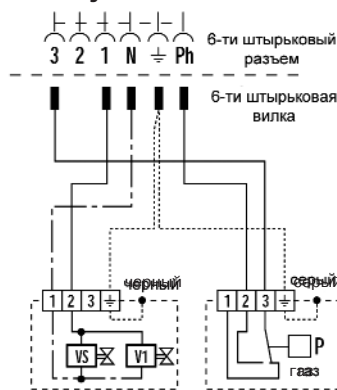 3 2 1 N Ph
6-ти штырьковый
разъем
6-ти штырьковая
вилка
черный
серый
1 2 3
1 2 3
VS V1
P
газ